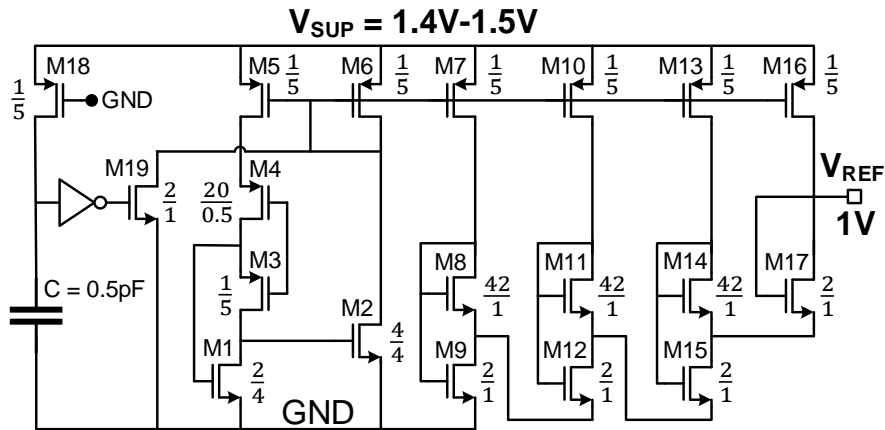 V_SUP = 1.4V-1.5V
M18
1/5
GND
M5
1/5
M6
1/5
M7
1/5
M10
1/5
M13
1/5
M16
1/5
M19
2/1
M4
20/0.5
V_REF
1V
M3
1/5
C = 0.5pF
M2
4/4
M1
2/4
GND
M8
42/1
M9
2/1
M11
42/1
M12
2/1
M14
42/1
M15
2/1
M17
2/1